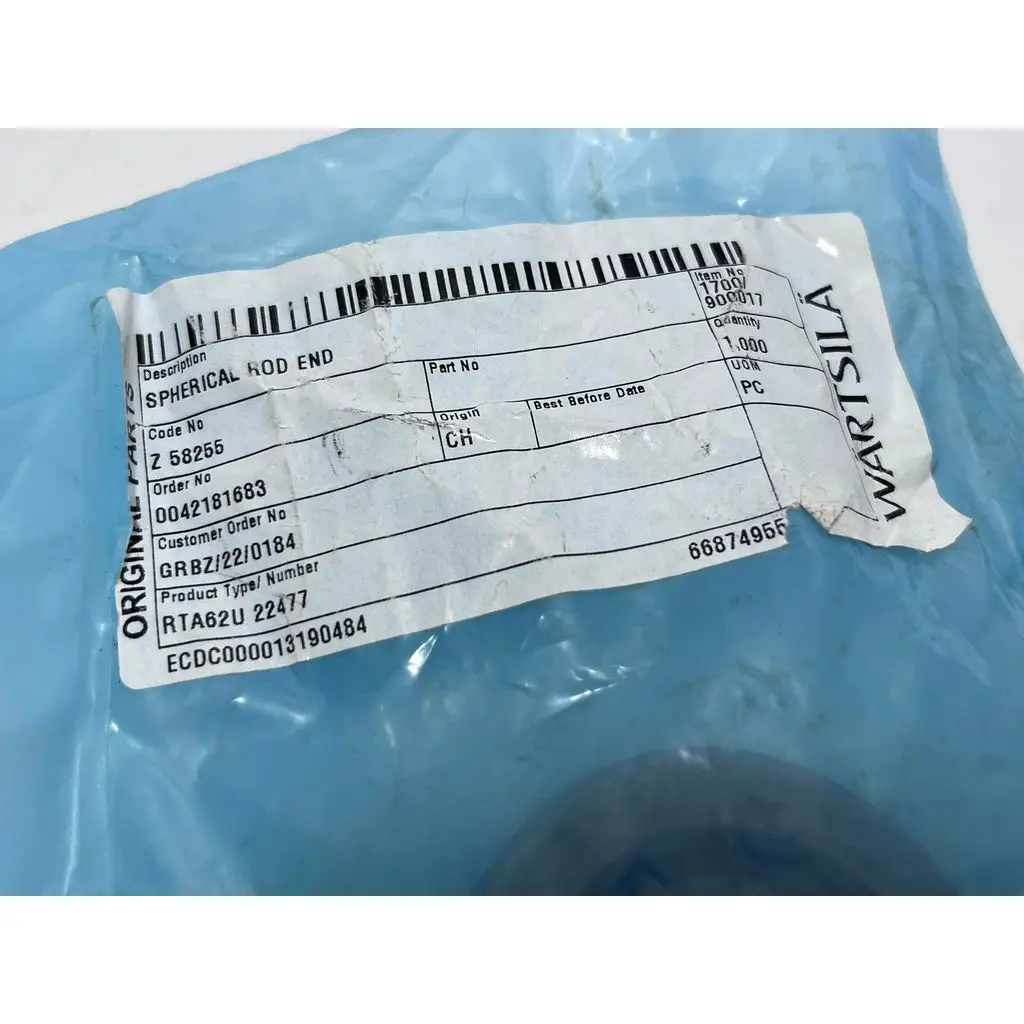 Item No
1700/
900017
Description
SPHERICAL ROD END
Part No
Quantity
1,000
Code No
Z 58255
Origin
CH
Best Before Date
UOM
PC
Order No
0042181683
Customer Order No
GRBZ/22/0184
Product Type/ Number
RTA62U 22477
66874955
ECDC000013190484
ORIGINAL PARTS
WÄRTSILÄ